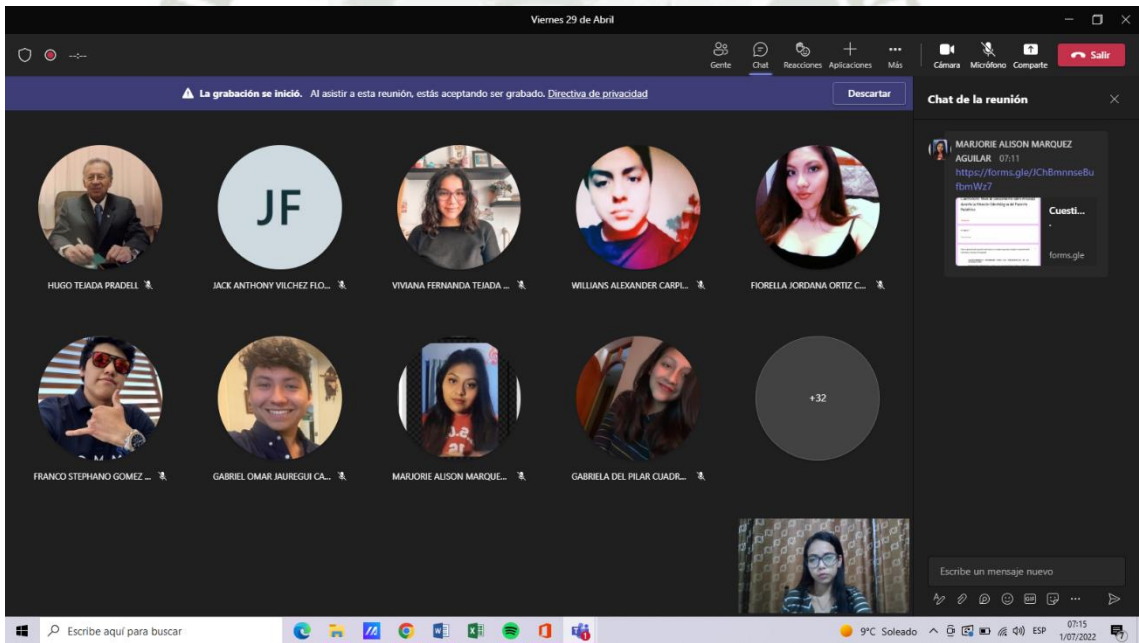 Viernes 29 de Abril
--:--
Gente
Chat
Reacciones
Aplicaciones
Más
Cámara
Micrófono
Comparte
Salir
La grabación se inició. Al asistir a esta reunión, estás aceptando ser grabado. Directiva de privacidad
Descartar
Chat de la reunión
MARJORIE ALISON MARQUEZ
AGUILAR 07:11
https://forms.gle/JChBmnnseBu
fbmWz7
Cuesti...
forms.gle
JF
HUGO TEJADA PRADELL
JACK ANTHONY VILCHEZ FLO...
VIVIANA FERNANDA TEJADA ...
WILLIANS ALEXANDER CARPI...
FIORELLA JORDANA ORTIZ C...
+32
FRANCO STEPHANO GOMEZ ...
GABRIEL OMAR JAUREGUI CA...
MARJORIE ALISON MARQUE...
GABRIELA DEL PILAR CUADR...
Escribe un mensaje nuevo
GIF
Escribe aquí para buscar
9°C Soleado
ESP
07:15
1/07/2022